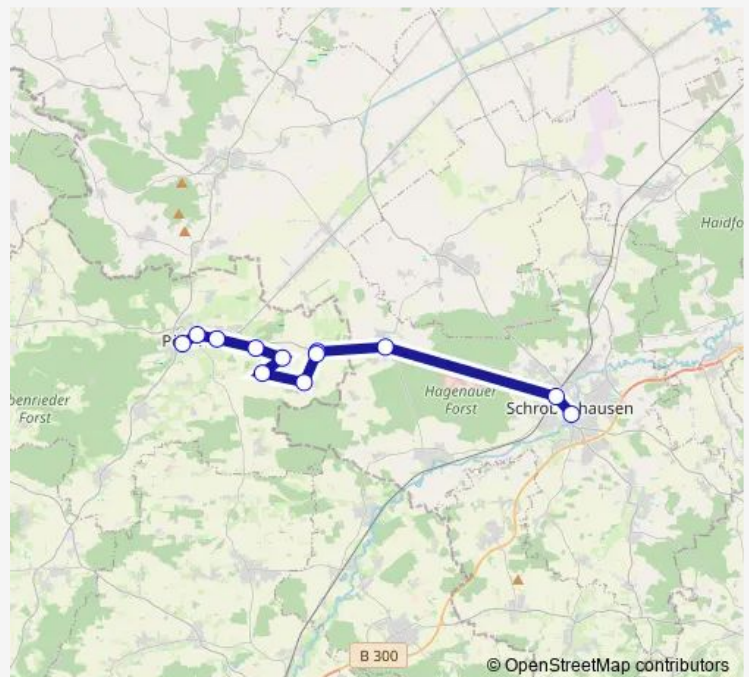 Haidfo
P
benrieder
Forst
Hagenauer
Forst
Schrob hausen
B 300
© OpenStreetMap contributors